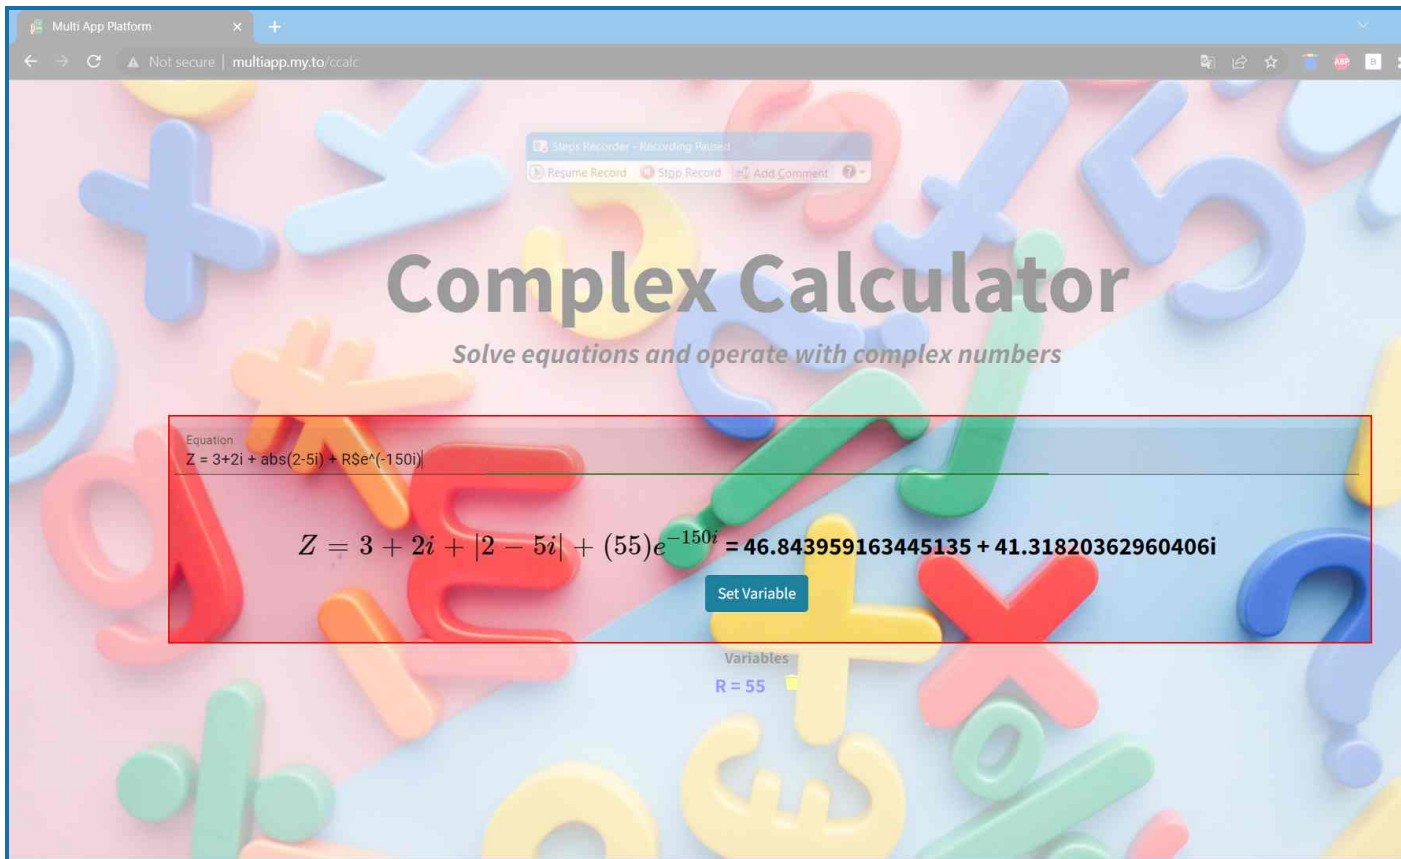 Multi App Platform
Not secure | multiapp.my.to/ccalc
Steps Recorder - Recording Paused
Resume Record Stop Record Add Comment
Complex Calculator
Solve equations and operate with complex numbers
Equation
Z = 3+2i + abs(2-5i) + R$e^(-150i)
Z = 3 + 2i + |2 − 5i| + (55)e^{−150i} = 46.843959163445135 + 41.31820362960406i
Set Variable
Variables
R = 55